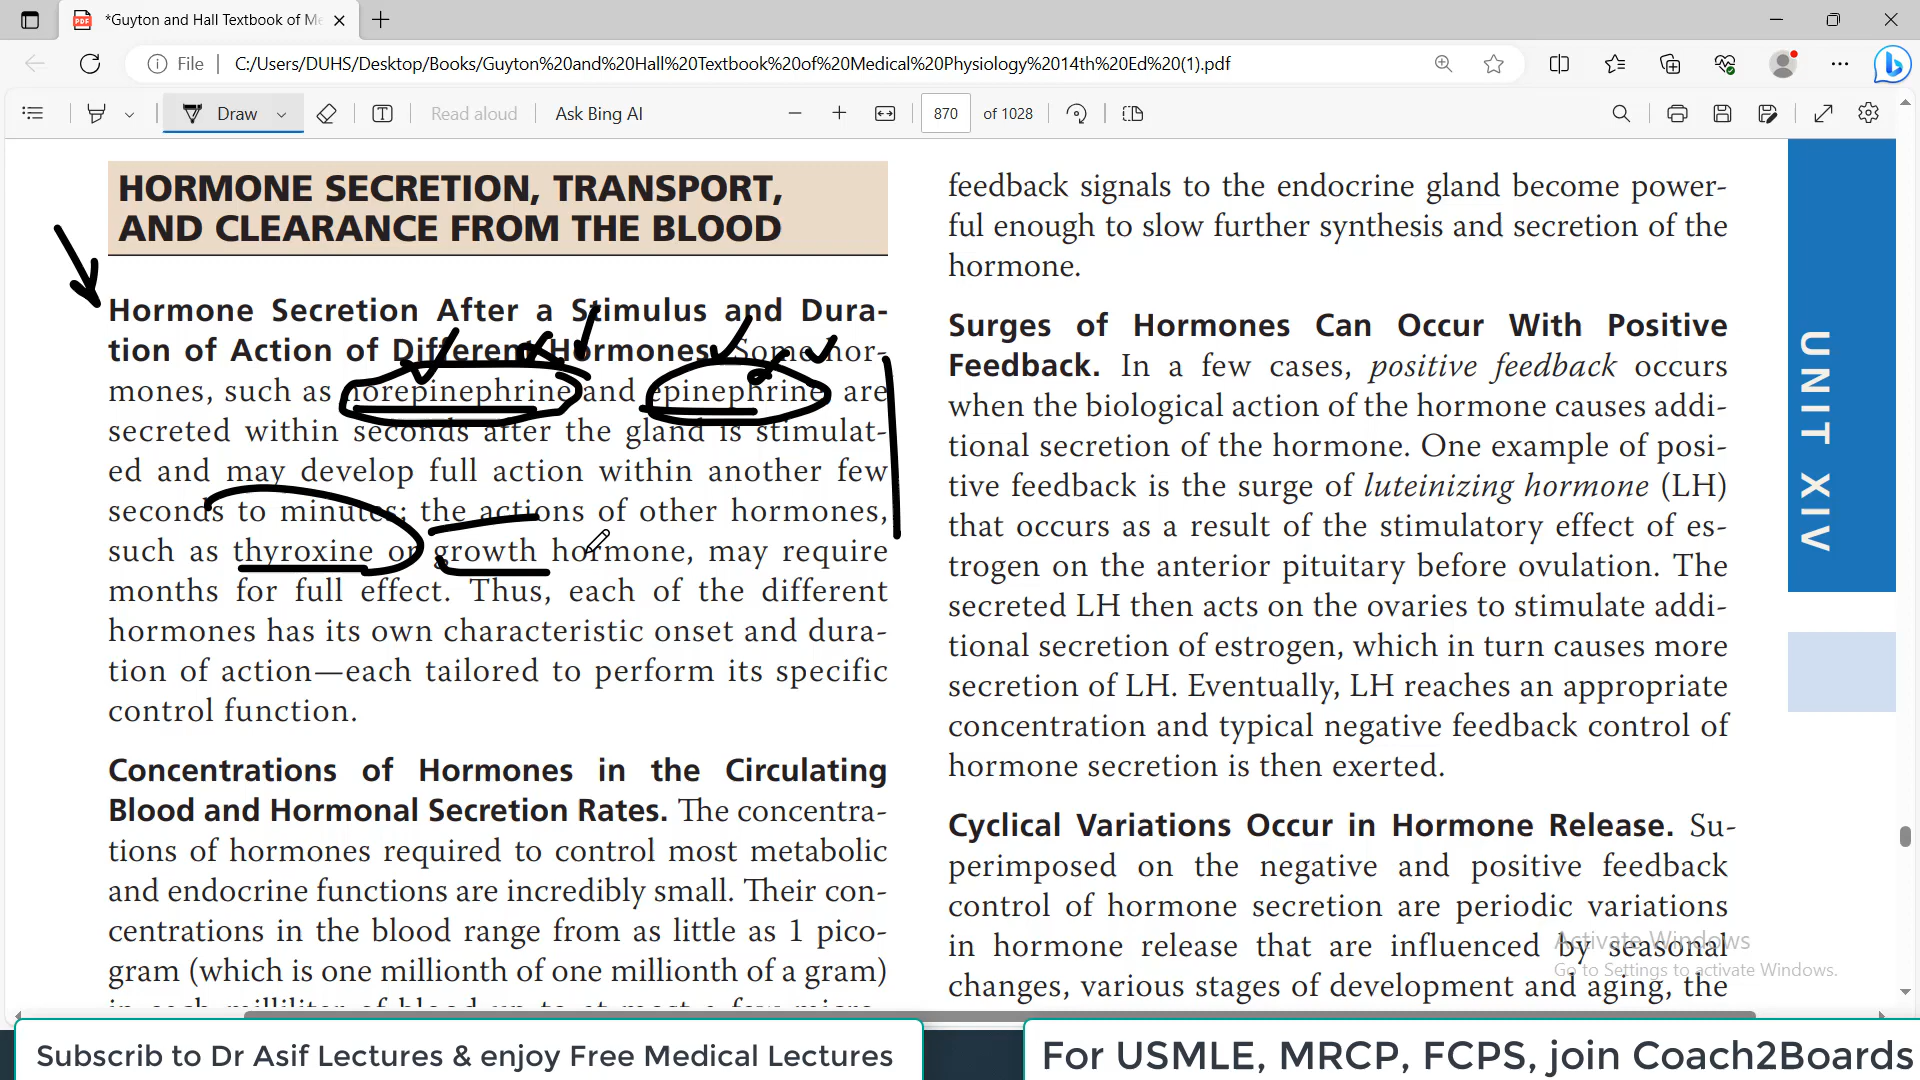 *Guyton and Hall Textbook of Me
File
C:/Users/DUHS/Desktop/Books/Guyton%20and%20Hall%20Textbook%20of%20Medical%20Physiology%2014th%20Ed%20(1).pdf
Draw
Read aloud
Ask Bing AI
870 of 1028
HORMONE SECRETION, TRANSPORT,
AND CLEARANCE FROM THE BLOOD
Hormone Secretion After a Stimulus and Dura-
tion of Action of Different Hormones. Some hor-
mones, such as norepinephrine and epinephrine, are
secreted within seconds after the gland is stimulat-
ed and may develop full action within another few
seconds to minutes; the actions of other hormones,
such as thyroxine or growth hormone, may require
months for full effect. Thus, each of the different
hormones has its own characteristic onset and dura-
tion of action—each tailored to perform its specific
control function.
Concentrations of Hormones in the Circulating
Blood and Hormonal Secretion Rates. The concentra-
tions of hormones required to control most metabolic
and endocrine functions are incredibly small. Their con-
centrations in the blood range from as little as 1 pico-
gram (which is one millionth of one millionth of a gram)
in each milliliter of blood up to at most a few micro-
feedback signals to the endocrine gland become power-
ful enough to slow further synthesis and secretion of the
hormone.
Surges of Hormones Can Occur With Positive
Feedback. In a few cases, positive feedback occurs
when the biological action of the hormone causes addi-
tional secretion of the hormone. One example of posi-
tive feedback is the surge of luteinizing hormone (LH)
that occurs as a result of the stimulatory effect of es-
trogen on the anterior pituitary before ovulation. The
secreted LH then acts on the ovaries to stimulate addi-
tional secretion of estrogen, which in turn causes more
secretion of LH. Eventually, LH reaches an appropriate
concentration and typical negative feedback control of
hormone secretion is then exerted.
Cyclical Variations Occur in Hormone Release. Su-
perimposed on the negative and positive feedback
control of hormone secretion are periodic variations
in hormone release that are influenced by seasonal
changes, various stages of development and aging, the
UNIT XIV
Activate Windows
Go to Settings to activate Windows.
Subscrib to Dr Asif Lectures & enjoy Free Medical Lectures
For USMLE, MRCP, FCPS, join Coach2Boards